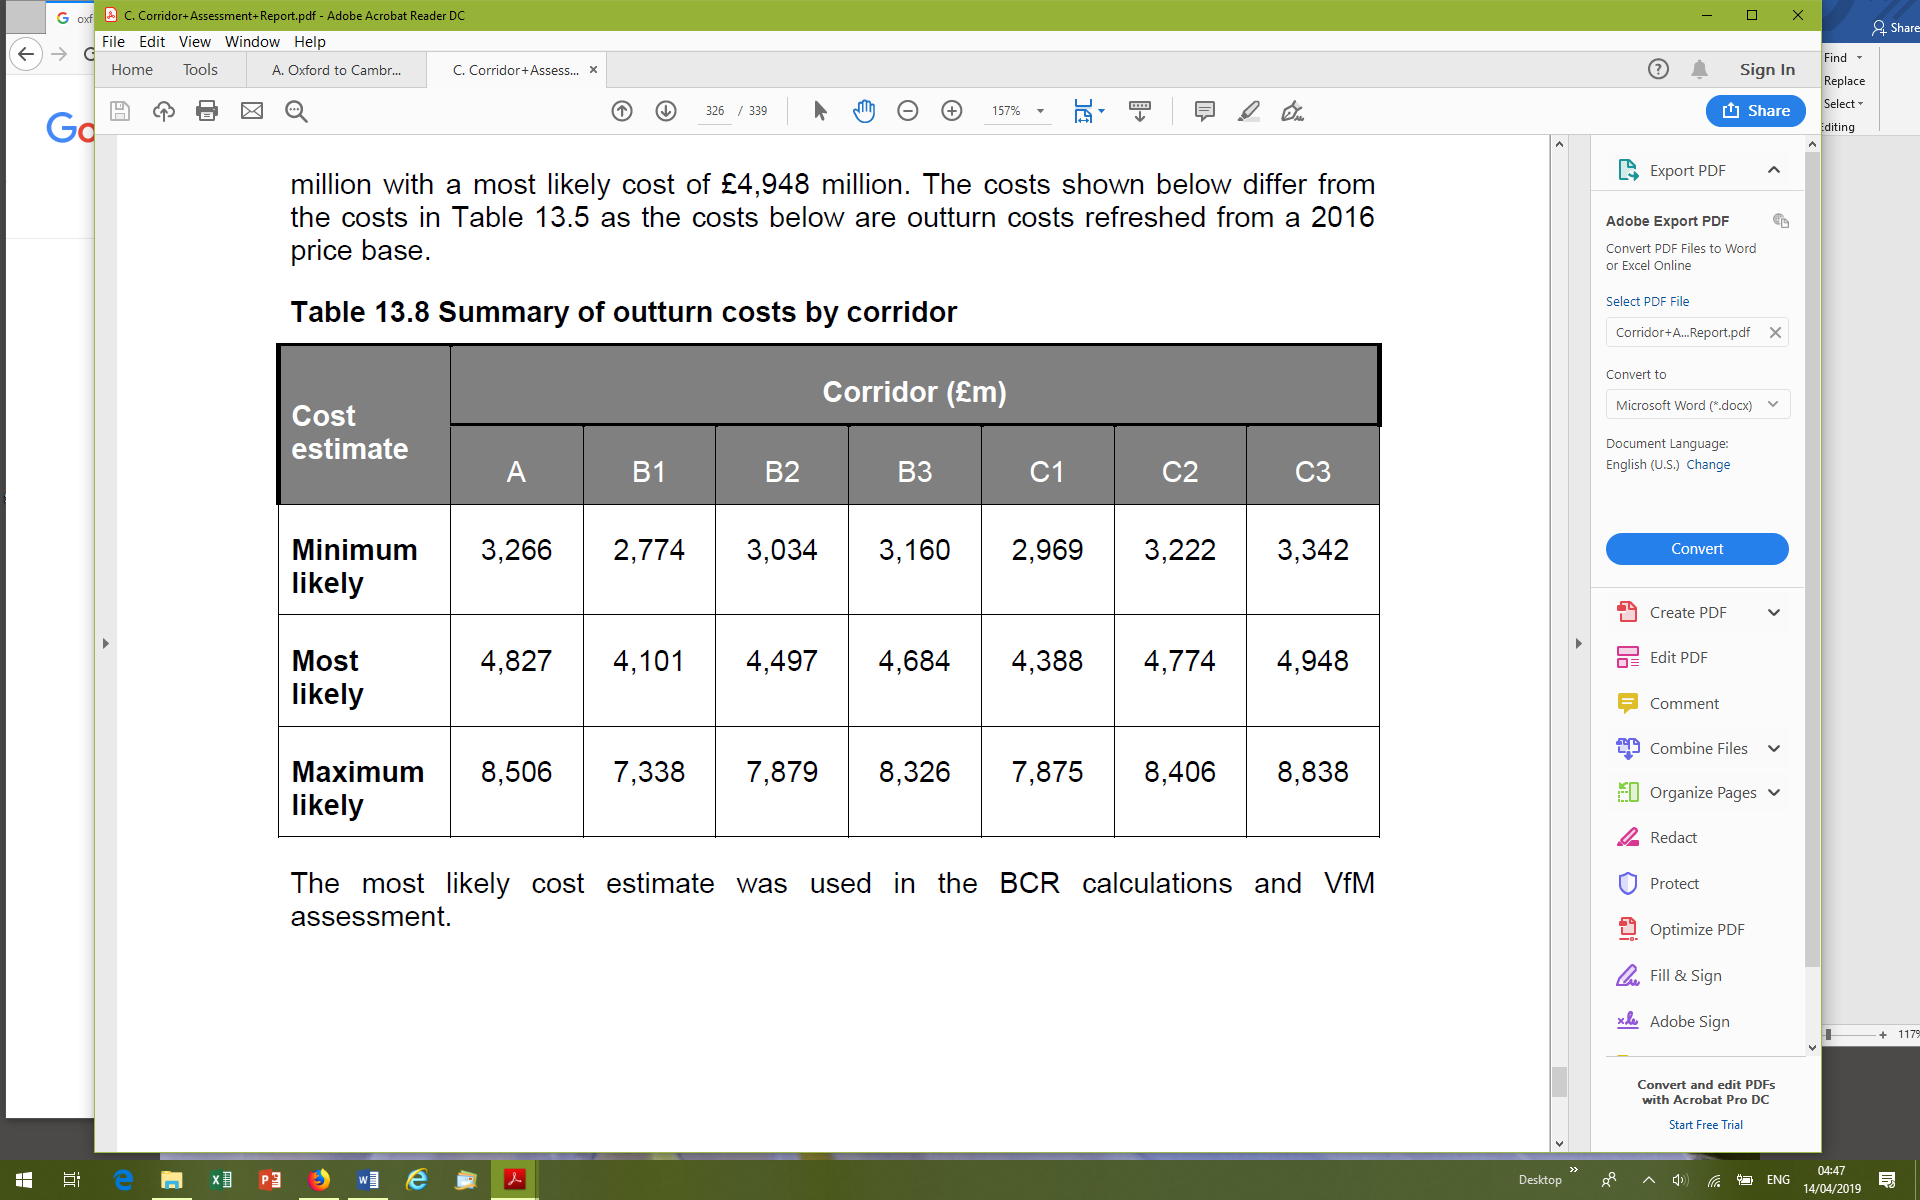 oxf
C. Corridor+Assessment+Report.pdf - Adobe Acrobat Reader DC
Share
File Edit View Window Help
Home Tools A. Oxford to Cambr... C. Corridor+Assess... Sign In
Find
Replace
Select
Editing
326 / 339 157% Share
Go
million with a most likely cost of £4,948 million. The costs shown below differ from
the costs in Table 13.5 as the costs below are outturn costs refreshed from a 2016
price base.
Table 13.8 Summary of outturn costs by corridor
Cost
estimate
Corridor (£m)
A B1 B2 B3 C1 C2 C3
Minimum
likely
3,266 2,774 3,034 3,160 2,969 3,222 3,342
Most
likely
4,827 4,101 4,497 4,684 4,388 4,774 4,948
Maximum
likely
8,506 7,338 7,879 8,326 7,875 8,406 8,838
The most likely cost estimate was used in the BCR calculations and VfM
assessment.
Export PDF
Adobe Export PDF
Convert PDF Files to Word
or Excel Online
Select PDF File
Corridor+A...Report.pdf
Convert to
Microsoft Word (*.docx)
Document Language:
English (U.S.) Change
Convert
Create PDF
Edit PDF
Comment
Combine Files
Organize Pages
Redact
Protect
Optimize PDF
Fill & Sign
Adobe Sign
Convert and edit PDFs
with Acrobat Pro DC
Start Free Trial
117%
Desktop ENG
04:47
14/04/2019